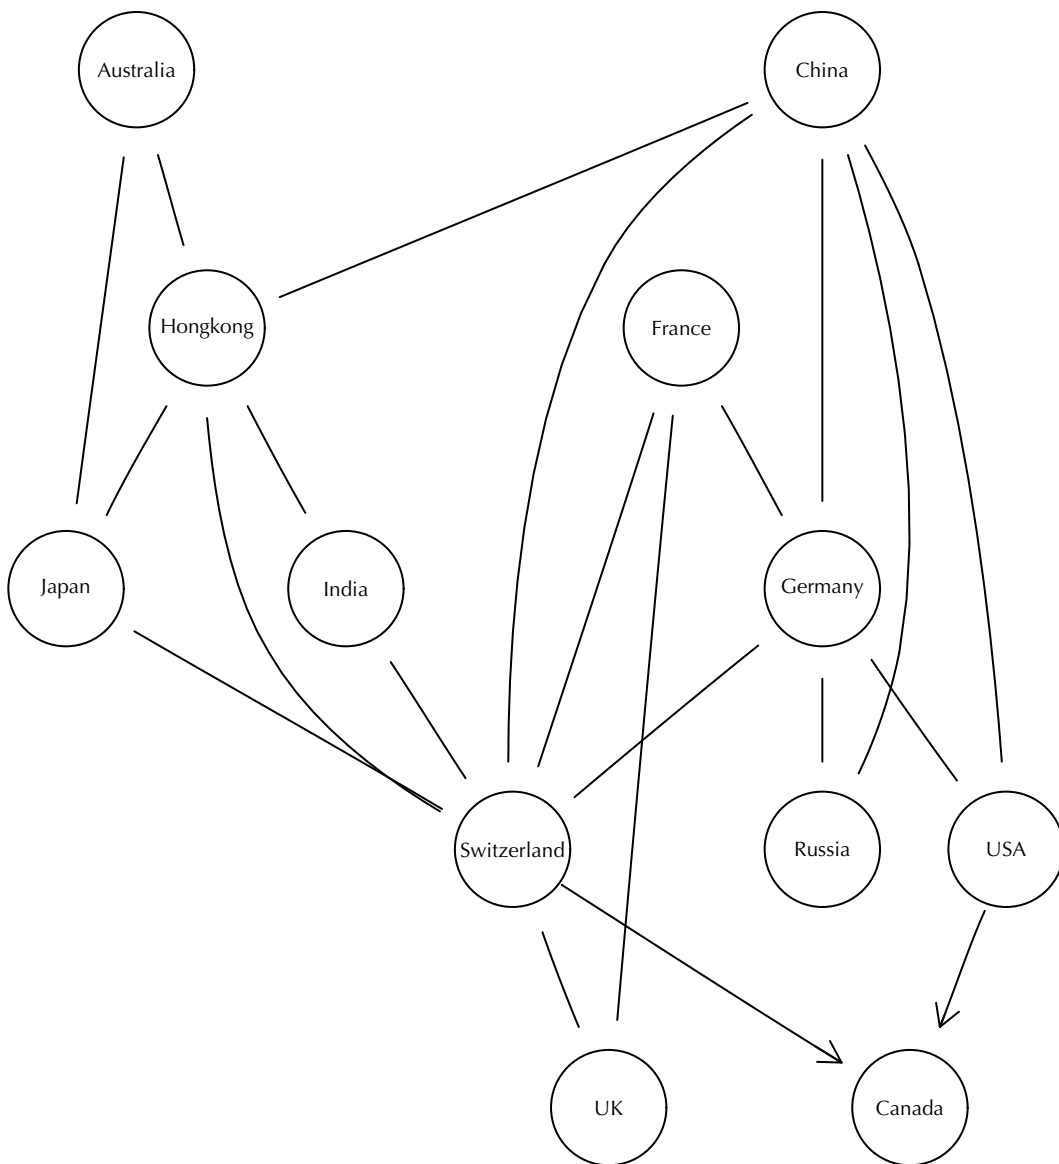 Australia
China
Hongkong
France
Japan
India
Germany
Switzerland
Russia
USA
UK
Canada